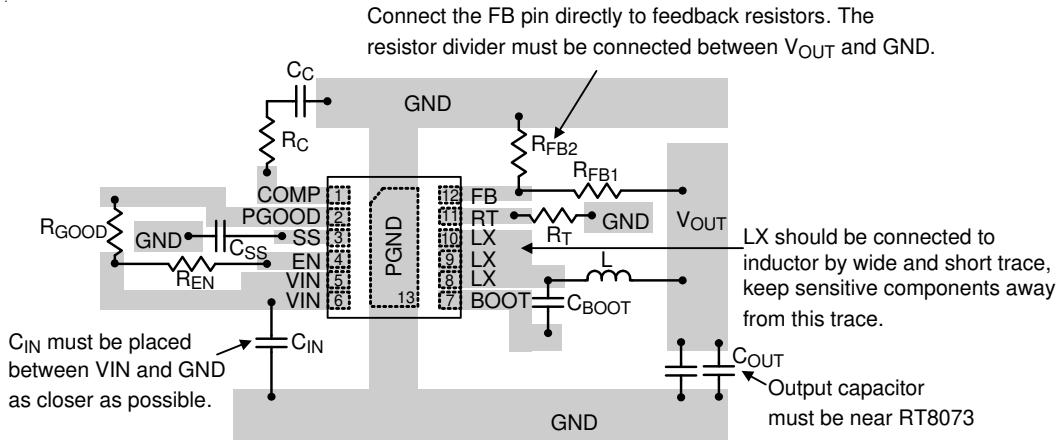 Connect the FB pin directly to feedback resistors. The
resistor divider must be connected between VOUT and GND.
CC
GND
RC
RFB2
RFB1
COMP 1
12 FB
PGOOD 2
11 RT
RGOOD
GND
CSS
SS 3
10 LX
RT
GND
VOUT
EN 4
9 LX
REN
VIN 5
8 LX
L
VIN 6
7 BOOT
PGND
13
CBOOT
LX should be connected to
inductor by wide and short trace,
keep sensitive components away
from this trace.
CIN must be placed
between VIN and GND
as closer as possible.
CIN
COUT
Output capacitor
must be near RT8073
GND